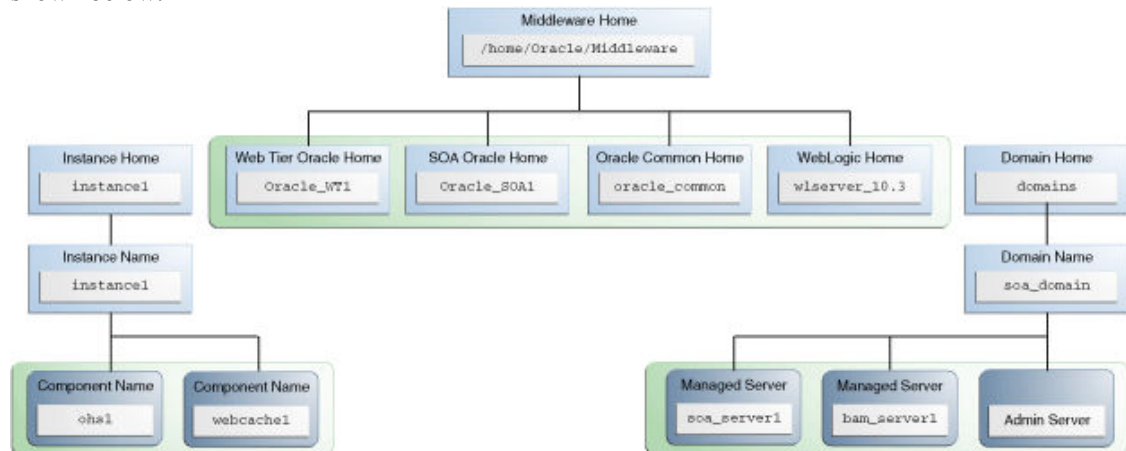 Middleware Home
/home/Oracle/Middleware
Instance Home
instance1
Web Tier Oracle Home
Oracle_WT1
SOA Oracle Home
Oracle_SOA1
Oracle Common Home
oracle_common
WebLogic Home
wlserver_10.3
Domain Home
domains
Instance Name
instance1
Domain Name
soa_domain
Component Name
ohs1
Component Name
webcache1
Managed Server
soa_server1
Managed Server
bam_server1
Admin Server